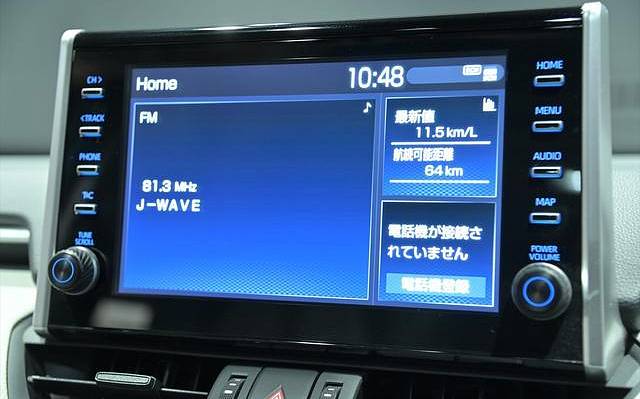 Home
10:48
FM
81.3 MHz
J-WAVE
最新値
11.5 km/L
航続可能距離
64 km
電話機が接続さ
れていません
電話機登録
CH >
< TRACK
PHONE
T·C
TUNE
SCROLL
HOME
MENU
AUDIO
MAP
POWER
VOLUME